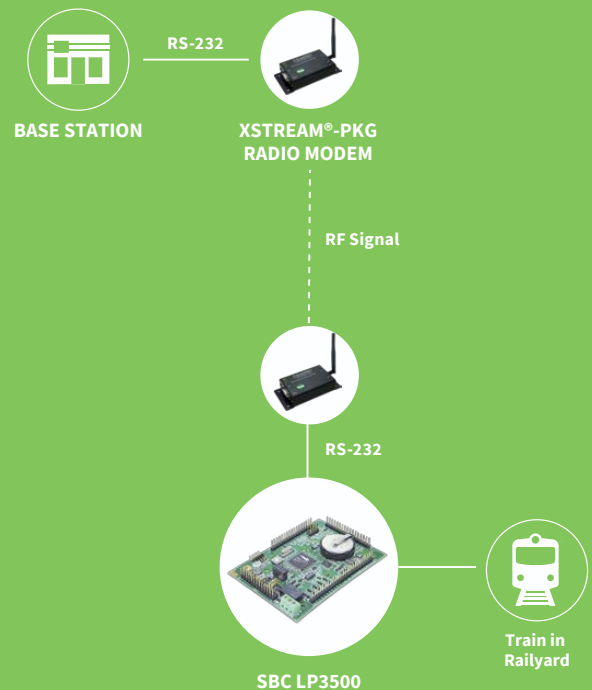 RS-232
BASE STATION
XSTREAM®-PKG
RADIO MODEM
RF Signal
RS-232
Train in
Railyard
SBC LP3500